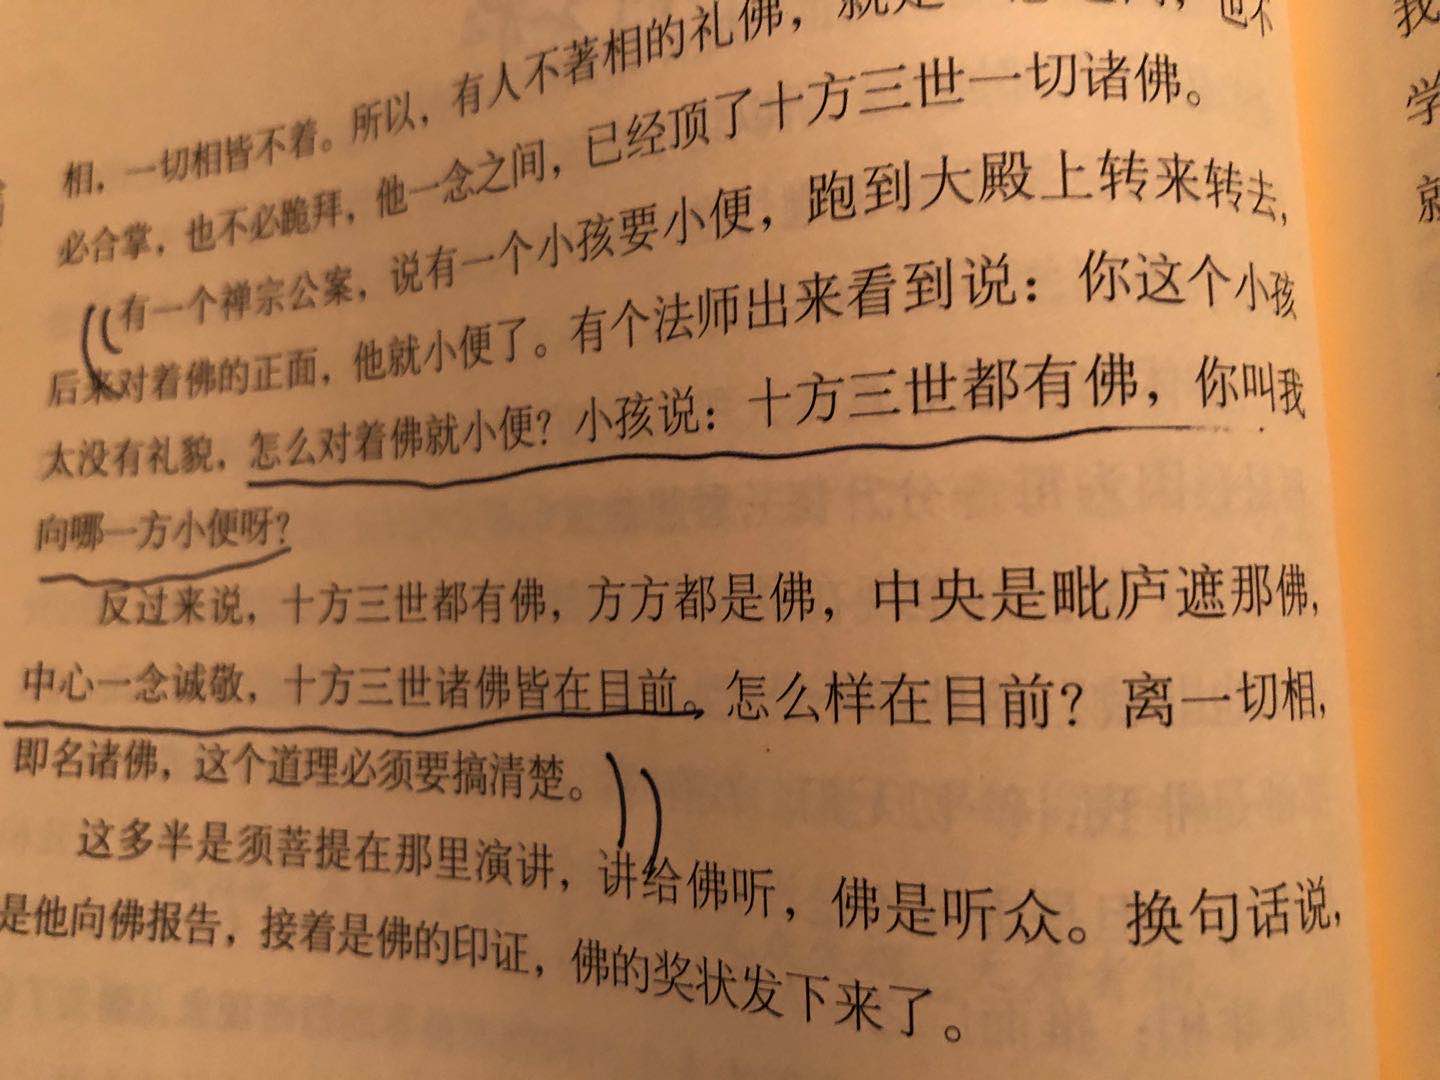 相，一切相皆不着。所以，有人不著相的礼佛，就是一念之间，也不
必合掌，也不必跪拜，他一念之间，已经顶了十方三世一切诸佛。
有一个禅宗公案，说有一个小孩要小便，跑到大殿上转来转去，
后来对着佛的正面，他就小便了。有个法师出来看到说：你这个小孩
太没有礼貌，怎么对着佛就小便？小孩说：十方三世都有佛，你叫我
向哪一方小便呀？
反过来说，十方三世都有佛，方方都是佛，中央是毗庐遮那佛，
中心一念诚敬，十方三世诸佛皆在目前。怎么样在目前？离一切相，
即名诸佛，这个道理必须要搞清楚。
这多半是须菩提在那里演讲，讲给佛听，佛是听众。换句话说，
是他向佛报告，接着是佛的印证，佛的奖状发下来了。
我
学
就